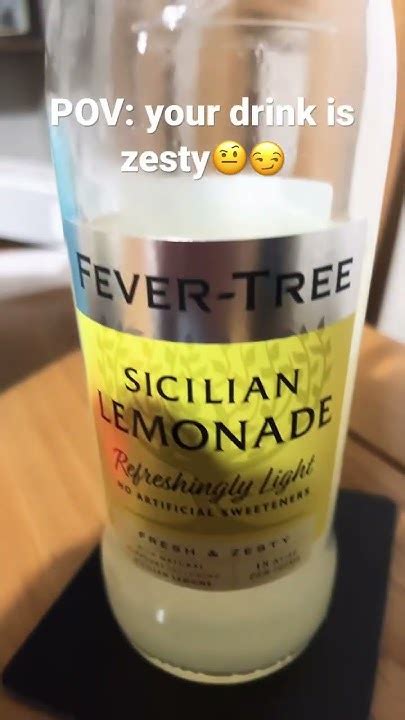 POV: your drink is
zesty🤨😏
FEVER-TREE
SICILIAN
LEMONADE
Refreshingly Light
NO ARTIFICIAL SWEETENERS
FRESH & ZESTY